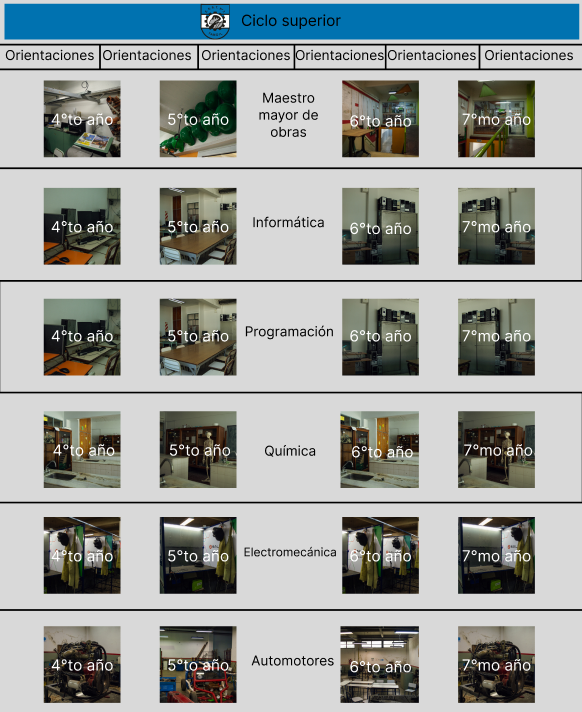 Ciclo superior
Orientaciones Orientaciones Orientaciones Orientaciones Orientaciones Orientaciones
4°to año 5°to año Maestro mayor de obras 6°to año 7°mo año
4°to año 5°to año Informática 6°to año 7°mo año
4°to año 5°to año Programación 6°to año 7°mo año
4°to año 5°to año Química 6°to año 7°mo año
4°to año 5°to año Electromecánica 6°to año 7°mo año
4°to año 5°to año Automotores 6°to año 7°mo año